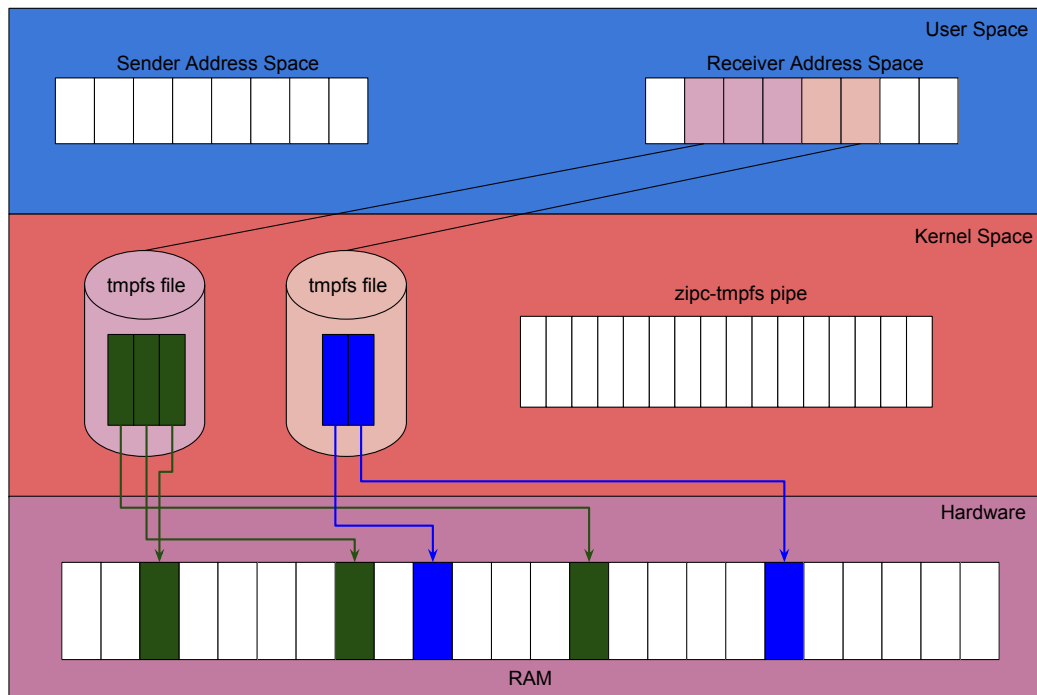 User Space
Sender Address Space
Receiver Address Space
Kernel Space
tmpfs file
tmpfs file
zipc-tmpfs pipe
Hardware
RAM